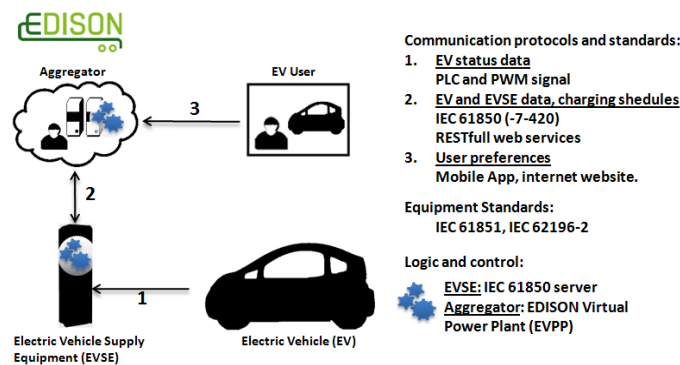 EDISON
Aggregator
EV User
3
2
1
Electric Vehicle Supply
Equipment (EVSE)
Electric Vehicle (EV)
Communication protocols and standards:
1. EV status data
PLC and PWM signal
2. EV and EVSE data, charging shedules
IEC 61850 (-7-420)
RESTfull web services
3. User preferences
Mobile App, internet website.
Equipment Standards:
IEC 61851, IEC 62196-2
Logic and control:
EVSE: IEC 61850 server
Aggregator: EDISON Virtual
Power Plant (EVPP)